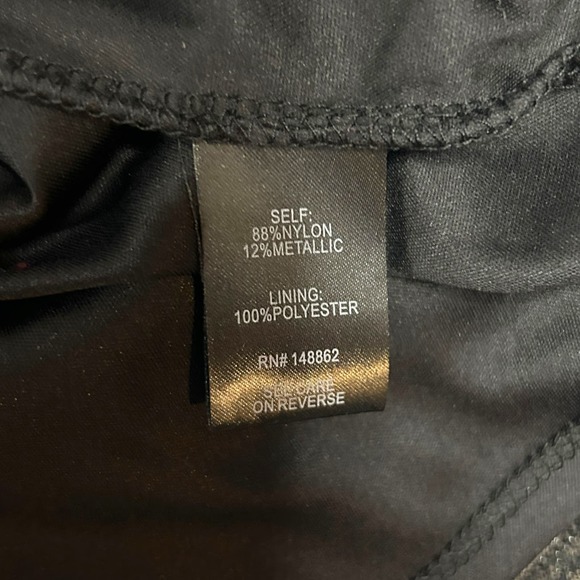 SELF:
88%NYLON
12%METALLIC
LINING:
100%POLYESTER
RN# 148862
SEE CARE
ON REVERSE